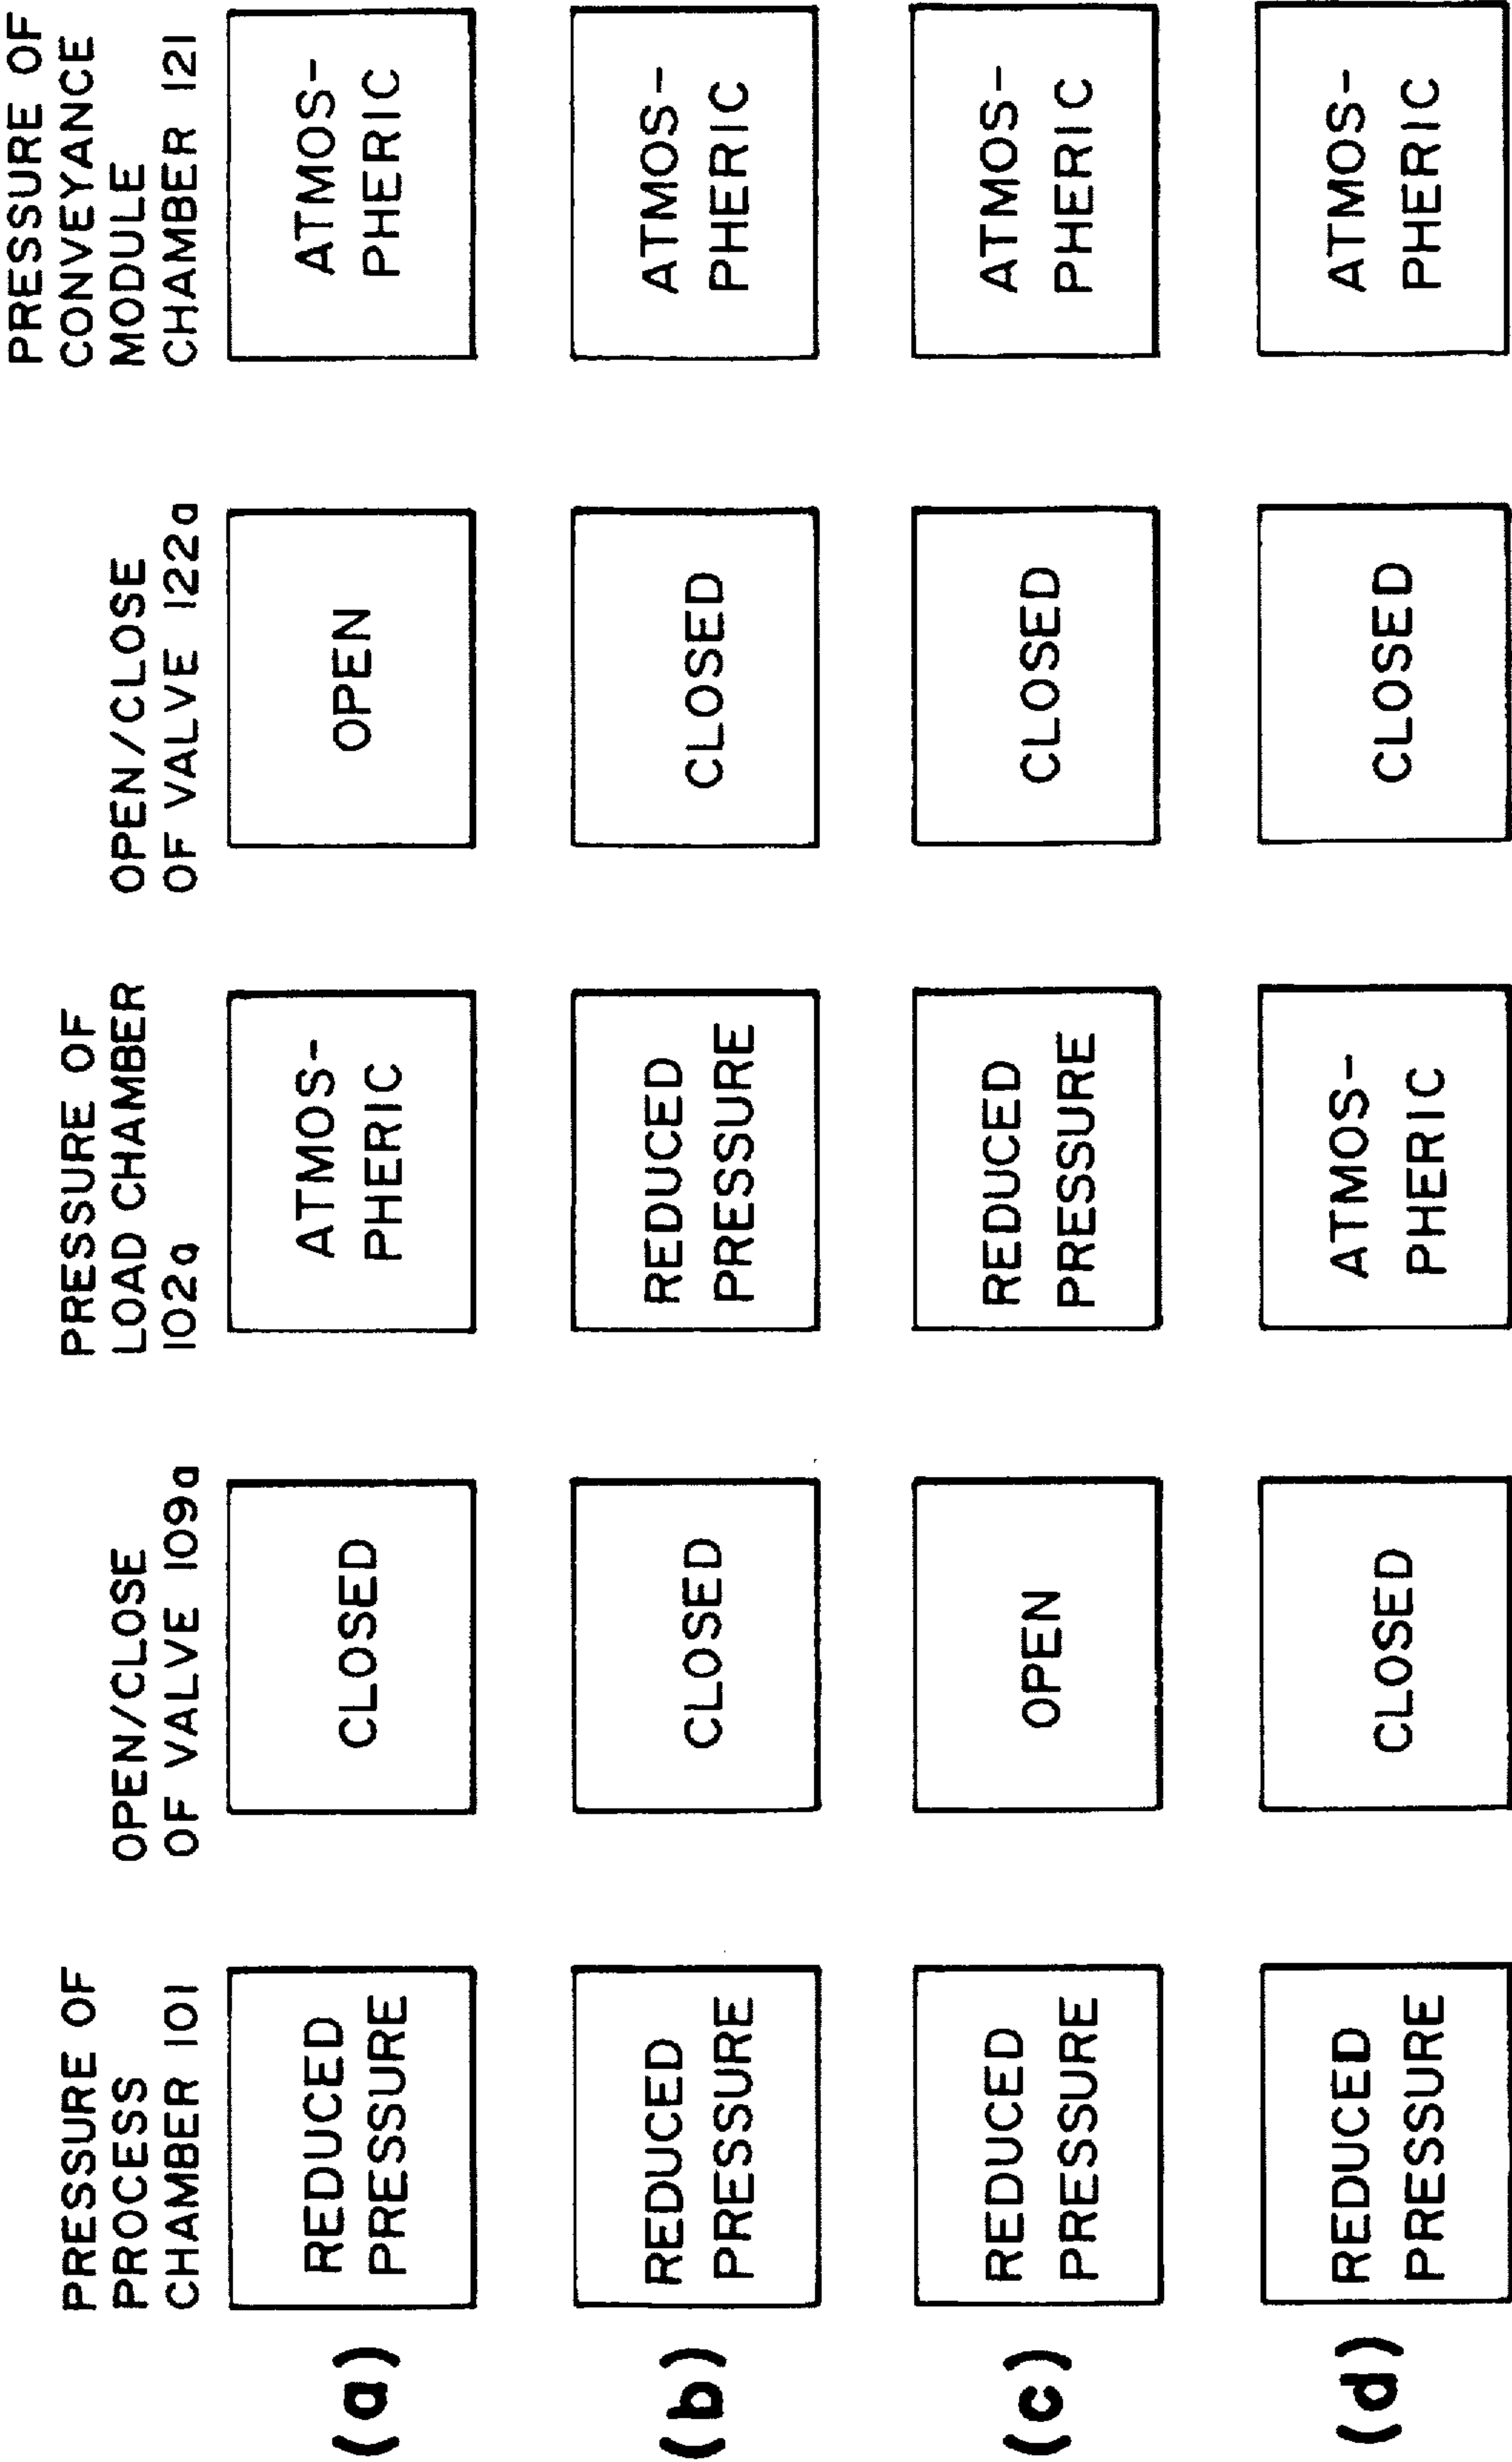 PRESSURE OF
PROCESS
CHAMBER 101
OPEN/CLOSE
OF VALVE 109a
PRESSURE OF
LOAD CHAMBER
102a
OPEN/CLOSE
OF VALVE 122a
PRESSURE OF
CONVEYANCE
MODULE
CHAMBER 121
(a)
REDUCED
PRESSURE
CLOSED
ATMOS-
PHERIC
OPEN
ATMOS-
PHERIC
(b)
REDUCED
PRESSURE
CLOSED
REDUCED
PRESSURE
CLOSED
ATMOS-
PHERIC
(c)
REDUCED
PRESSURE
OPEN
REDUCED
PRESSURE
CLOSED
ATMOS-
PHERIC
(d)
REDUCED
PRESSURE
CLOSED
ATMOS-
PHERIC
CLOSED
ATMOS-
PHERIC